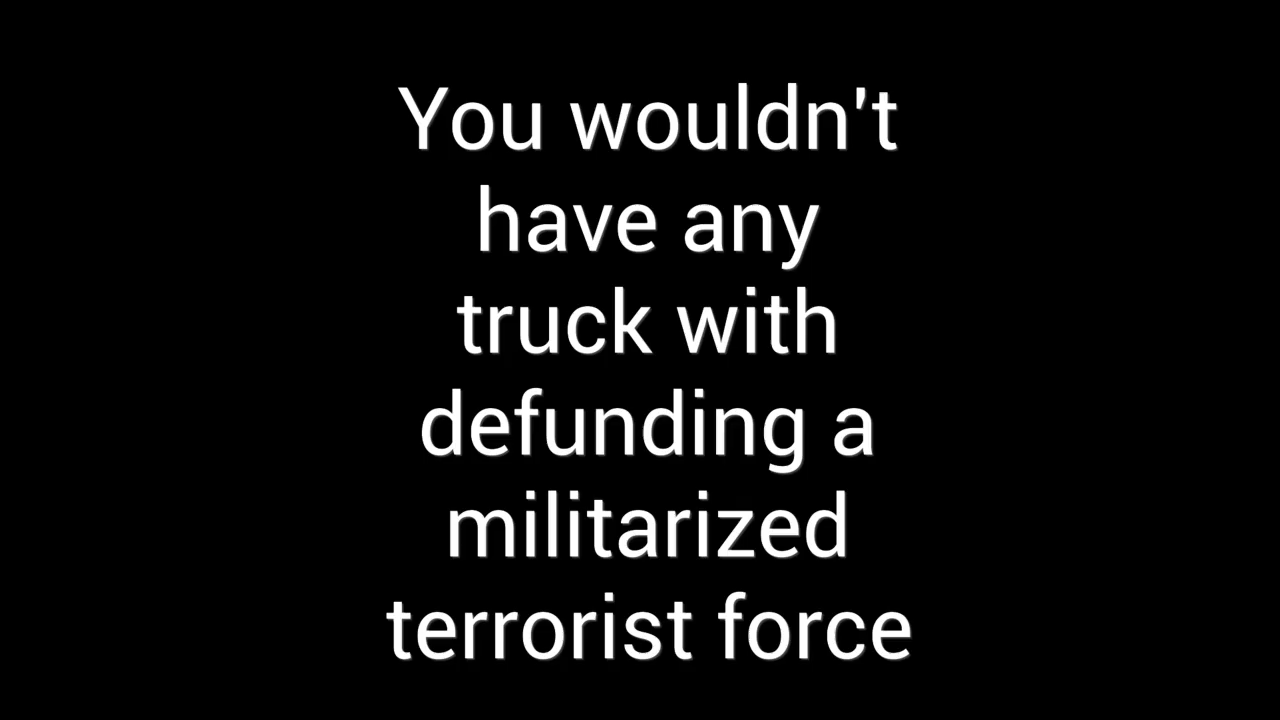 You wouldn't
have any
truck with
defunding a
militarized
terrorist force